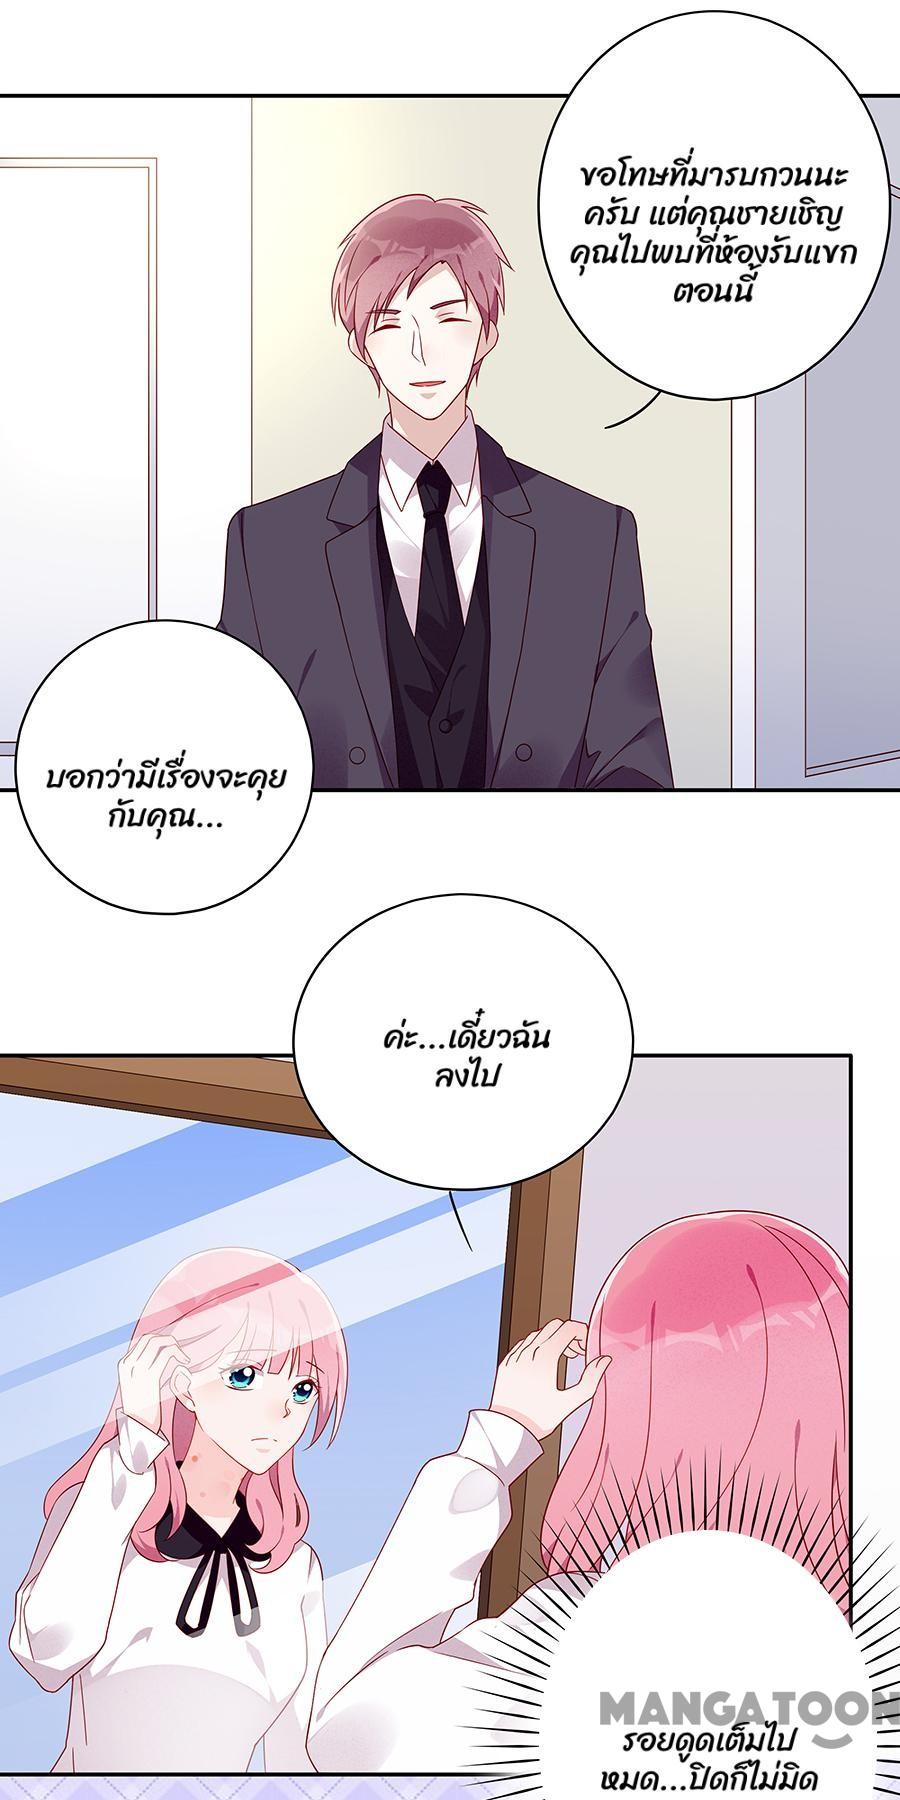 ขอโทษที่มารบกวนนะ
ครับ แต่คุณชายเชิญ
คุณไปพบที่ห้องรับแขก
ตอนนี้
บอกว่ามีเรื่องจะคุย
กับคุณ...
ค่ะ...เดี๋ยวฉัน
ลงไป
MANGATOON
รอยดูดเต็มไป
หมด...ปิดก็ไม่มิด